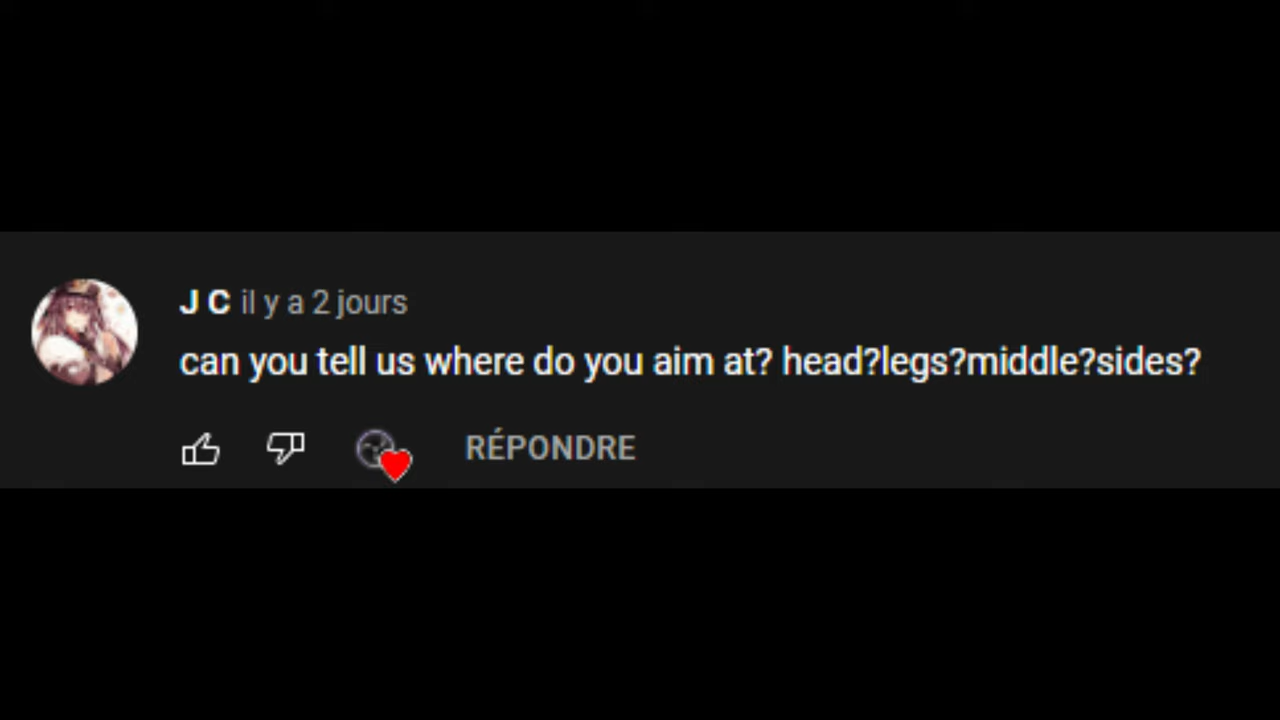 J C il y a 2 jours
can you tell us where do you aim at? head?legs?middle?sides?
RÉPONDRE